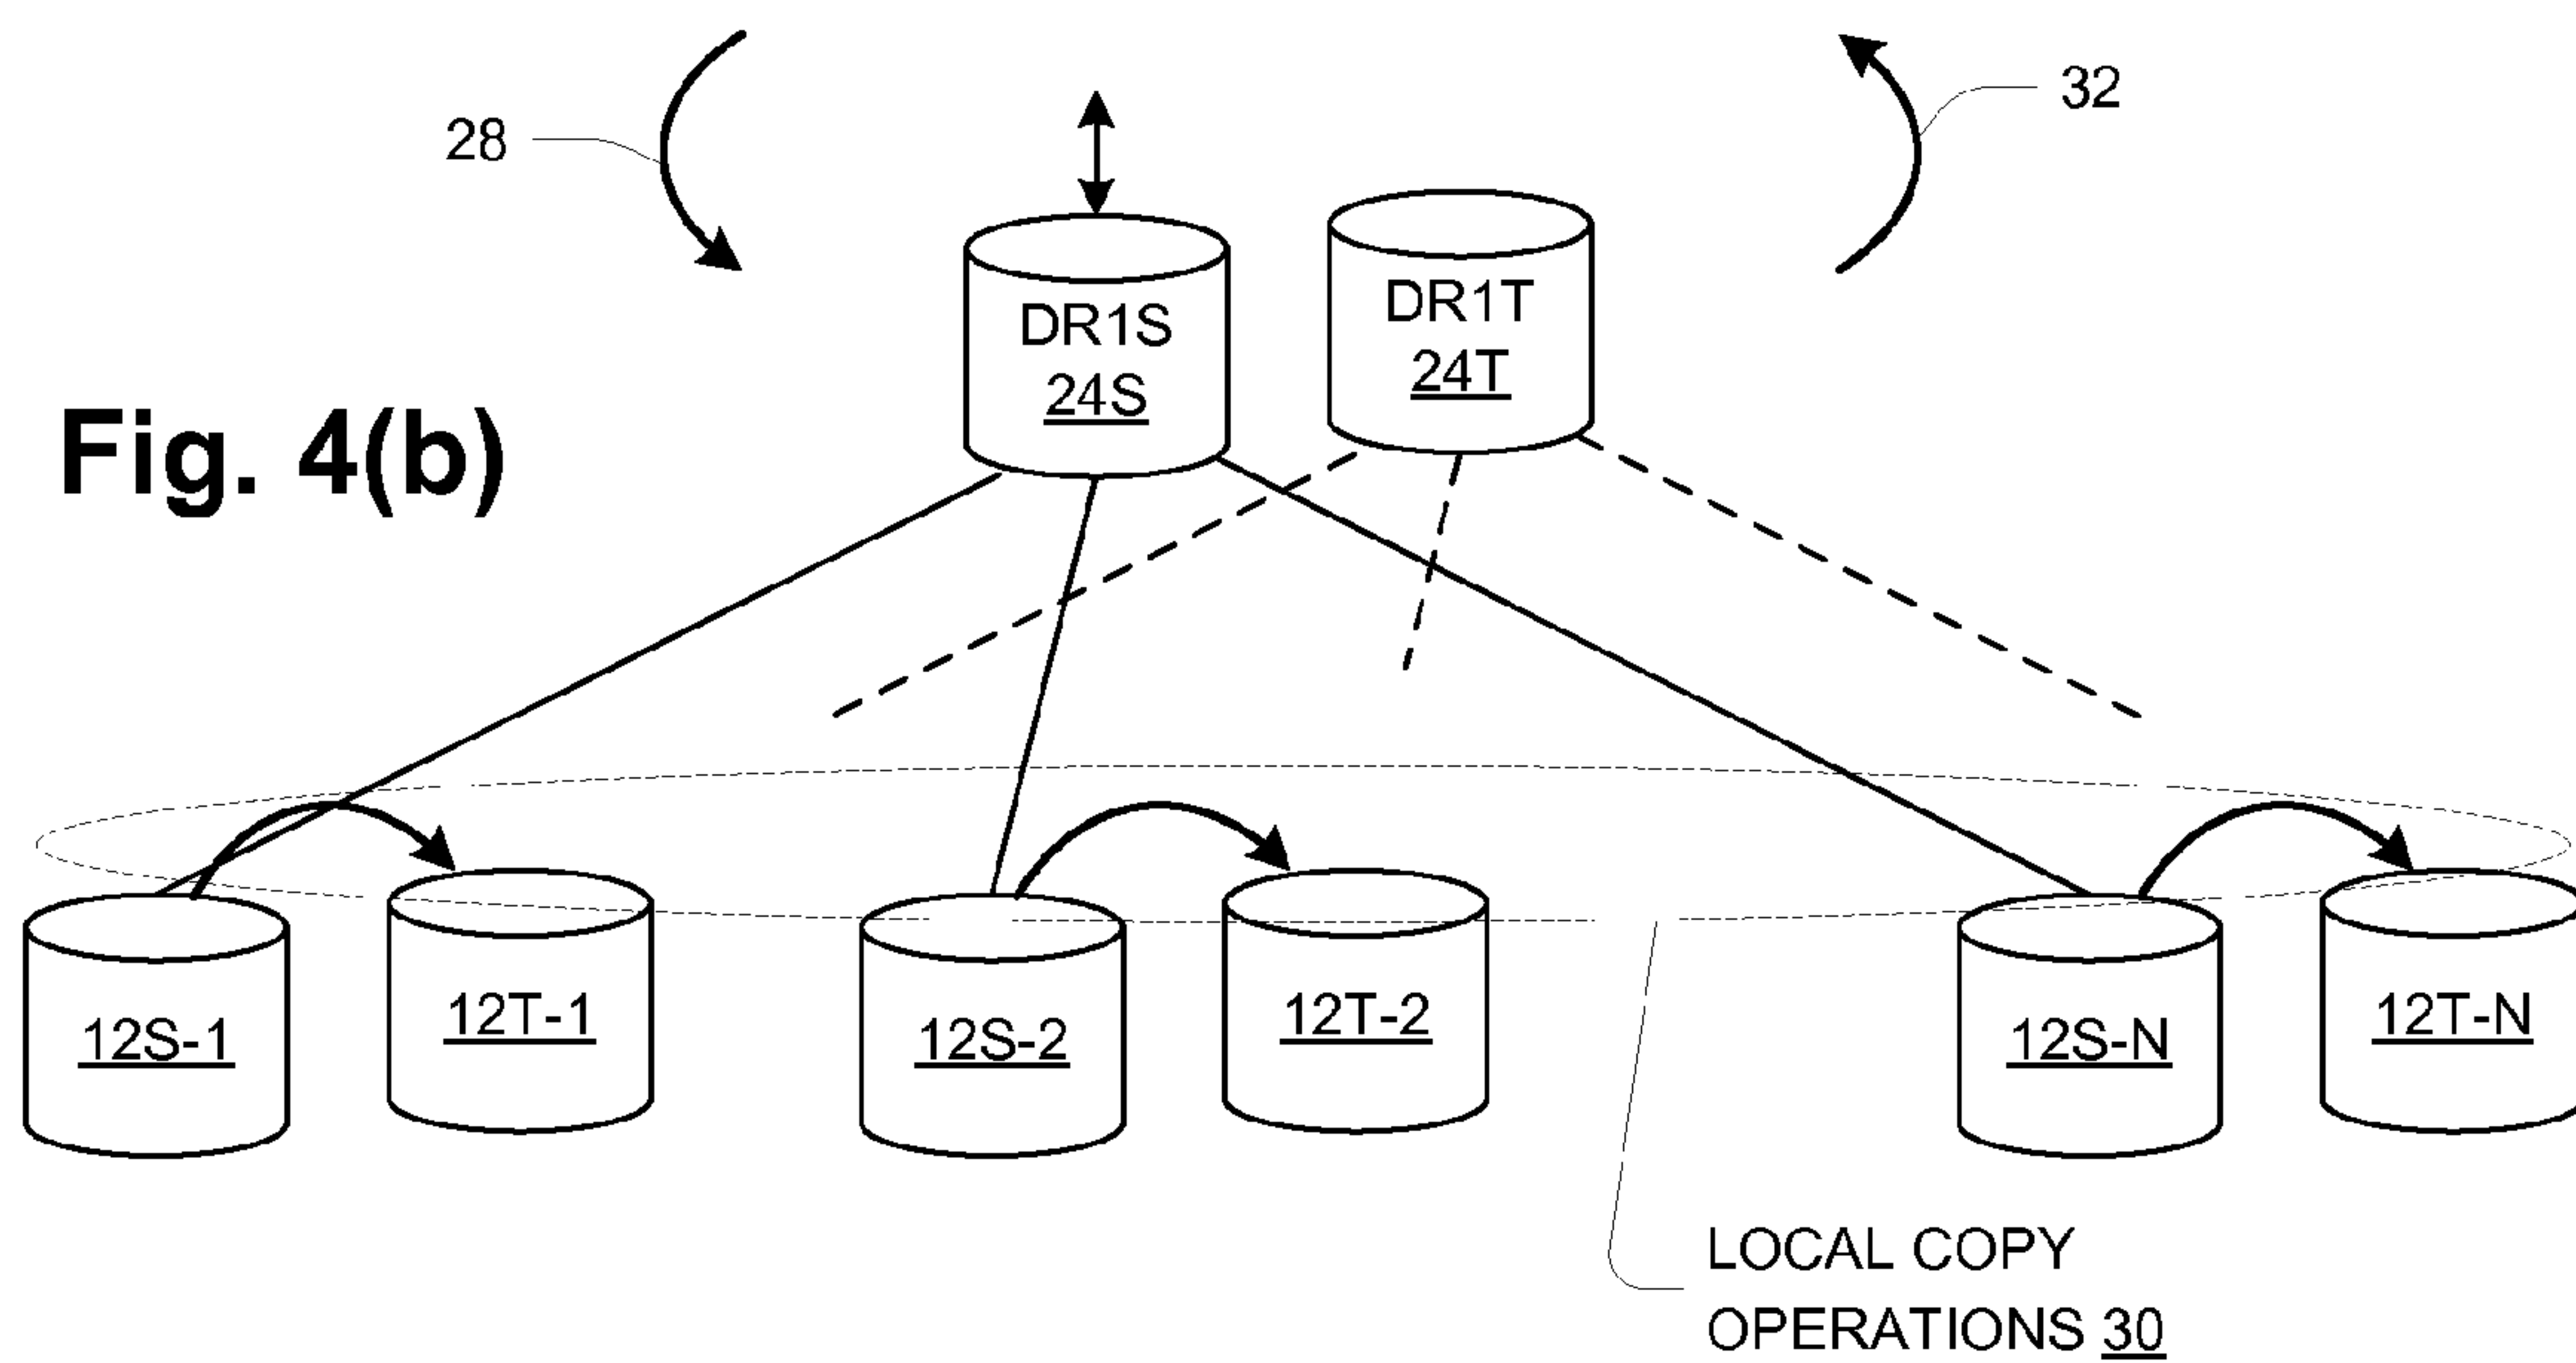 32
28
DR1S
24S
DR1T
24T
Fig. 4(b)
12S-1
12T-1
12S-2
12T-2
12S-N
12T-N
LOCAL COPY
OPERATIONS 30